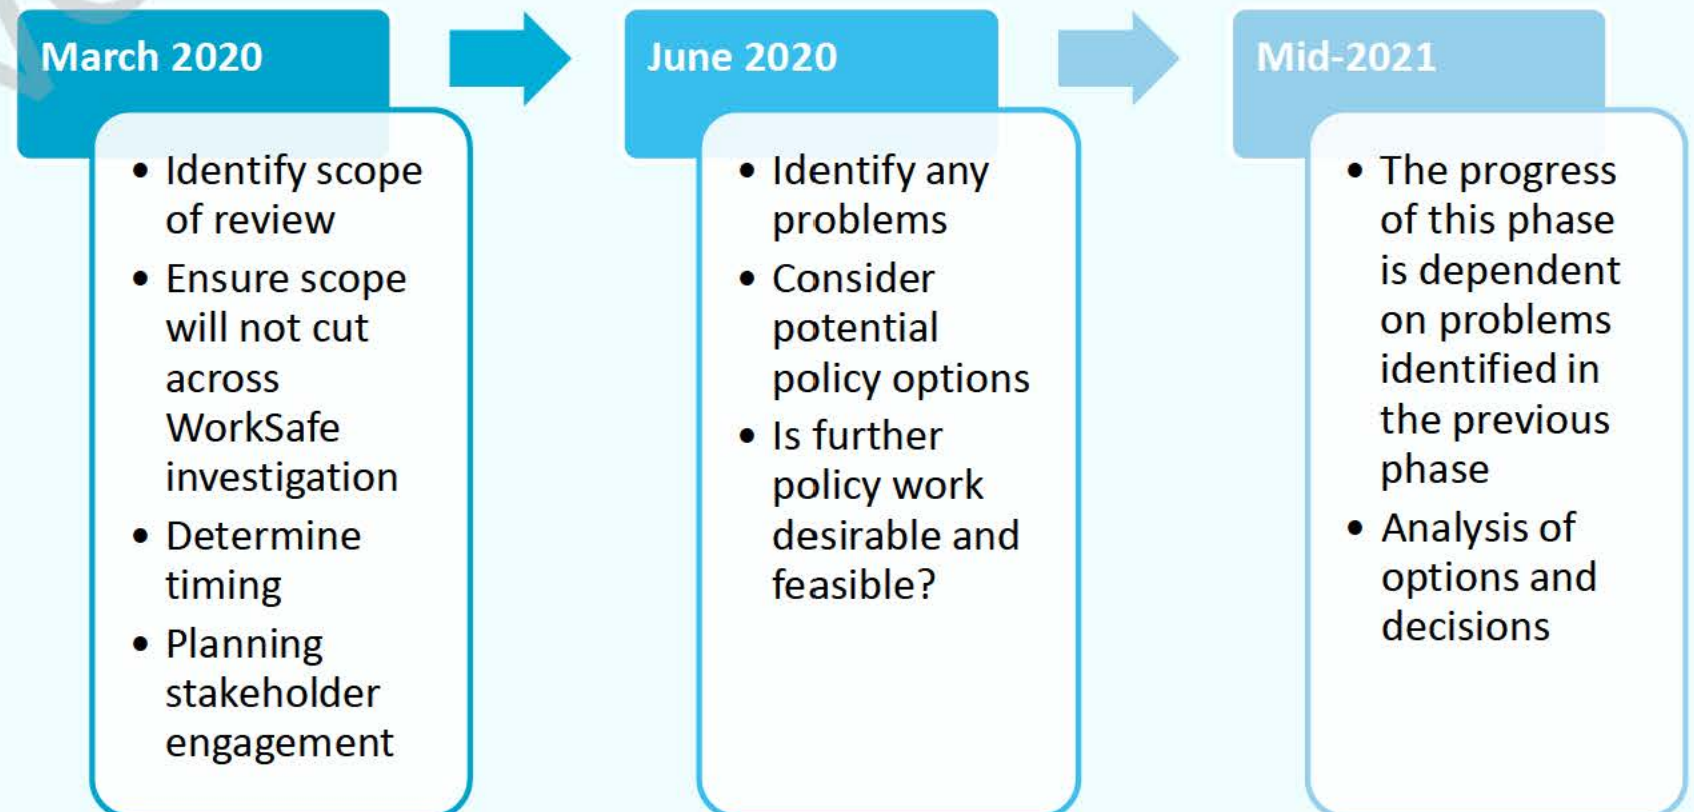 March 2020
• Identify scope
of review
• Ensure scope
will not cut
across
WorkSafe
investigation
• Determine
timing
• Planning
stakeholder
engagement
June 2020
• Identify any
problems
• Consider
potential
policy options
• Is further
policy work
desirable and
feasible?
Mid-2021
• The progress
of this phase
is dependent
on problems
identified in
the previous
phase
• Analysis of
options and
decisions